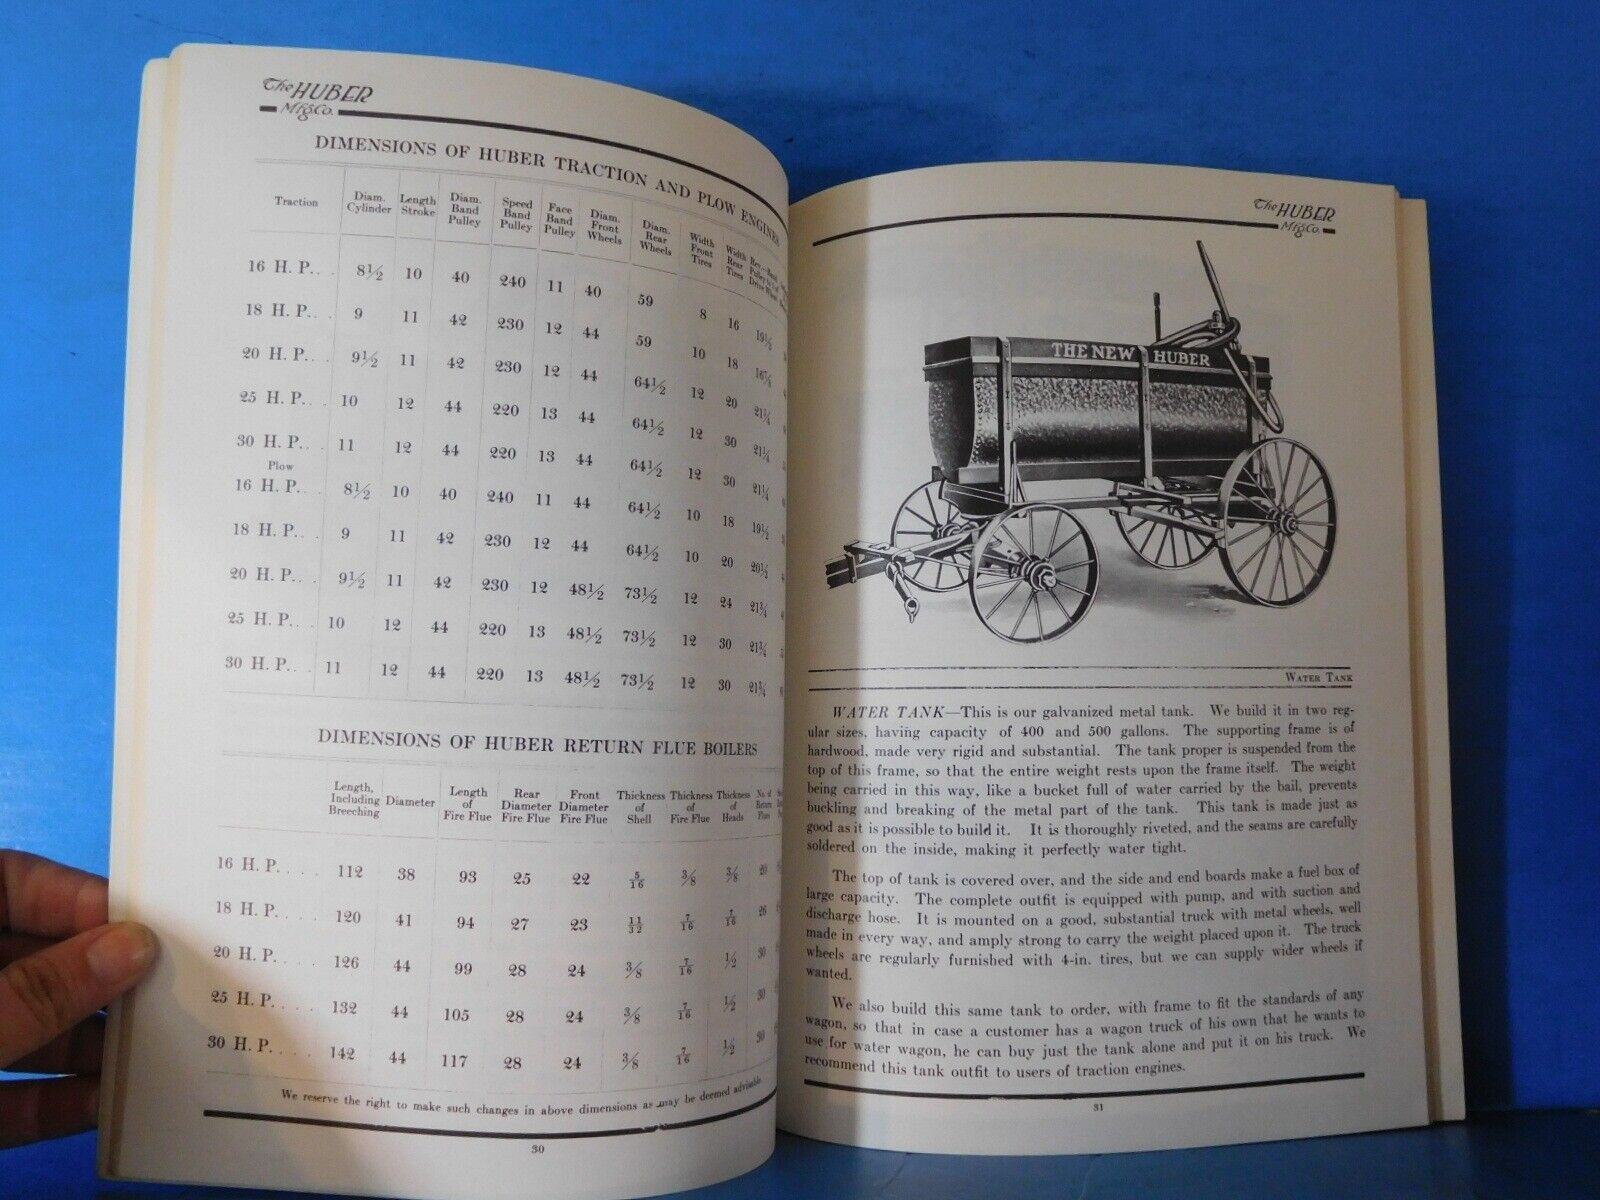 The HUBER
Mfg.Co.
DIMENSIONS OF HUBER TRACTION AND PLOW ENGINES
Traction Diam. Cylinder Length Stroke Diam. Band Pulley Speed Band Pulley Face Band Pulley Diam. Front Wheels Diam. Rear Wheels Width Front Tires Width Rear Tires
16 H. P. . . 8½ 10 40 240 11 40 59 8 16 19½
18 H. P. . . 9 11 42 230 12 44 59 10 18
20 H. P. . . 9½ 11 42 230 12 44 64½ 12 20 21¼
25 H. P. . . 10 12 44 220 13 44 64½ 12 30 21¼
30 H. P. . . 11 12 44 220 13 44 64½ 12 30 21¼
Plow
16 H. P. . . 8½ 10 40 240 11 44 64½ 10 18 19½
18 H. P. . . 9 11 42 230 12 44 64½ 10 20 20½
20 H. P. . . 9½ 11 42 230 12 48½ 73½ 12 24
25 H. P. . . 10 12 44 220 13 48½ 73½ 12 30
30 H. P. . . 11 12 44 220 13 48½ 73½ 12 30
DIMENSIONS OF HUBER RETURN FLUE BOILERS
Length, Including Breeching Diameter Length of Fire Flue Rear Diameter Fire Flue Front Diameter Fire Flue Thickness of Shell Thickness of Fire Flue Thickness of Heads No. of Return Flues
16 H. P. . . . . 112 38 93 25 22 5/16 3/8 3/8
18 H. P. . . . . 120 41 94 27 23 11/32 7/16 7/16 26
20 H. P. . . . . 126 44 99 28 24 3/8 7/16 1/2 30
25 H. P. . . . . 132 44 105 28 24 3/8 7/16 1/2 30
30 H. P. . . . . 142 44 117 28 24 3/8 7/16 1/2 30
We reserve the right to make such changes in above dimensions as may be deemed advisable
30
The HUBER
Mfg.Co.
THE NEW HUBER
WATER TANK
WATER TANK—This is our galvanized metal tank. We build it in two reg-
ular sizes, having capacity of 400 and 500 gallons. The supporting frame is of
hardwood, made very rigid and substantial. The tank proper is suspended from the
top of this frame, so that the entire weight rests upon the frame itself. The weight
being carried in this way, like a bucket full of water carried by the bail, prevents
buckling and breaking of the metal part of the tank. This tank is made just as
good as it is possible to build it. It is thoroughly riveted, and the seams are carefully
soldered on the inside, making it perfectly water tight.
The top of tank is covered over, and the side and end boards make a fuel box of
large capacity. The complete outfit is equipped with pump, and with suction and
discharge hose. It is mounted on a good, substantial truck with metal wheels, well
made in every way, and amply strong to carry the weight placed upon it. The truck
wheels are regularly furnished with 4-in. tires, but we can supply wider wheels if
wanted.
We also build this same tank to order, with frame to fit the standards of any
wagon, so that in case a customer has a wagon truck of his own that he wants to
use for water wagon, he can buy just the tank alone and put it on his truck. We
recommend this tank outfit to users of traction engines.
31